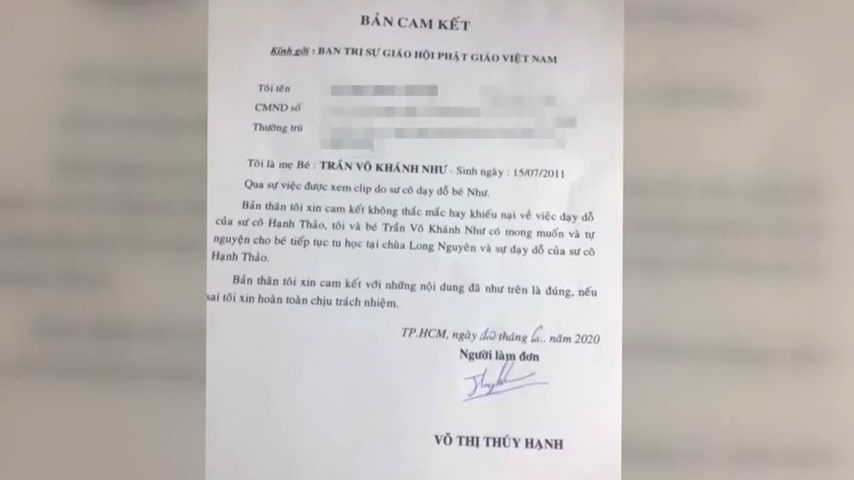 BẢN CAM KẾT
Kính gởi : BAN TRỊ SỰ GIÁO HỘI PHẬT GIÁO VIỆT NAM
Tôi tên
CMND số
Thường trú
Tôi là mẹ Bé : TRẦN VÕ KHÁNH NHƯ - Sinh ngày : 15/07/2011
Qua sự việc được xem clip do sư cô dạy dỗ bé Như.
Bản thân tôi xin cam kết không thắc mắc hay khiếu nại về việc dạy dỗ
của sư cô Hạnh Thảo, tôi và bé Trần Võ Khánh Như có mong muốn và tự
nguyện cho bé tiếp tục tu học tại chùa Long Nguyên và sự dạy dỗ của sư cô
Hạnh Thảo.
Bản thân tôi xin cam kết với những nội dung đã như trên là đúng, nếu
sai tôi xin hoàn toàn chịu trách nhiệm.
TP.HCM, ngày tháng 6.. năm 2020
Người làm đơn
VÕ THỊ THÚY HẠNH